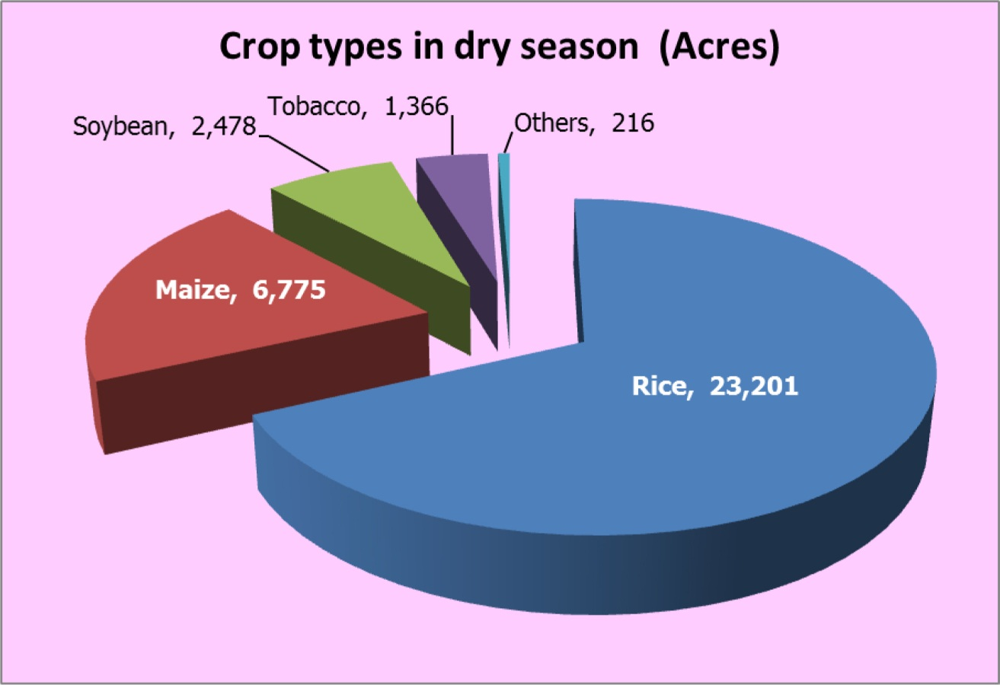 Crop types in dry season (Acres)
Tobacco, 1,366
Soybean, 2,478
Others, 216
Maize, 6,775
Rice, 23,201